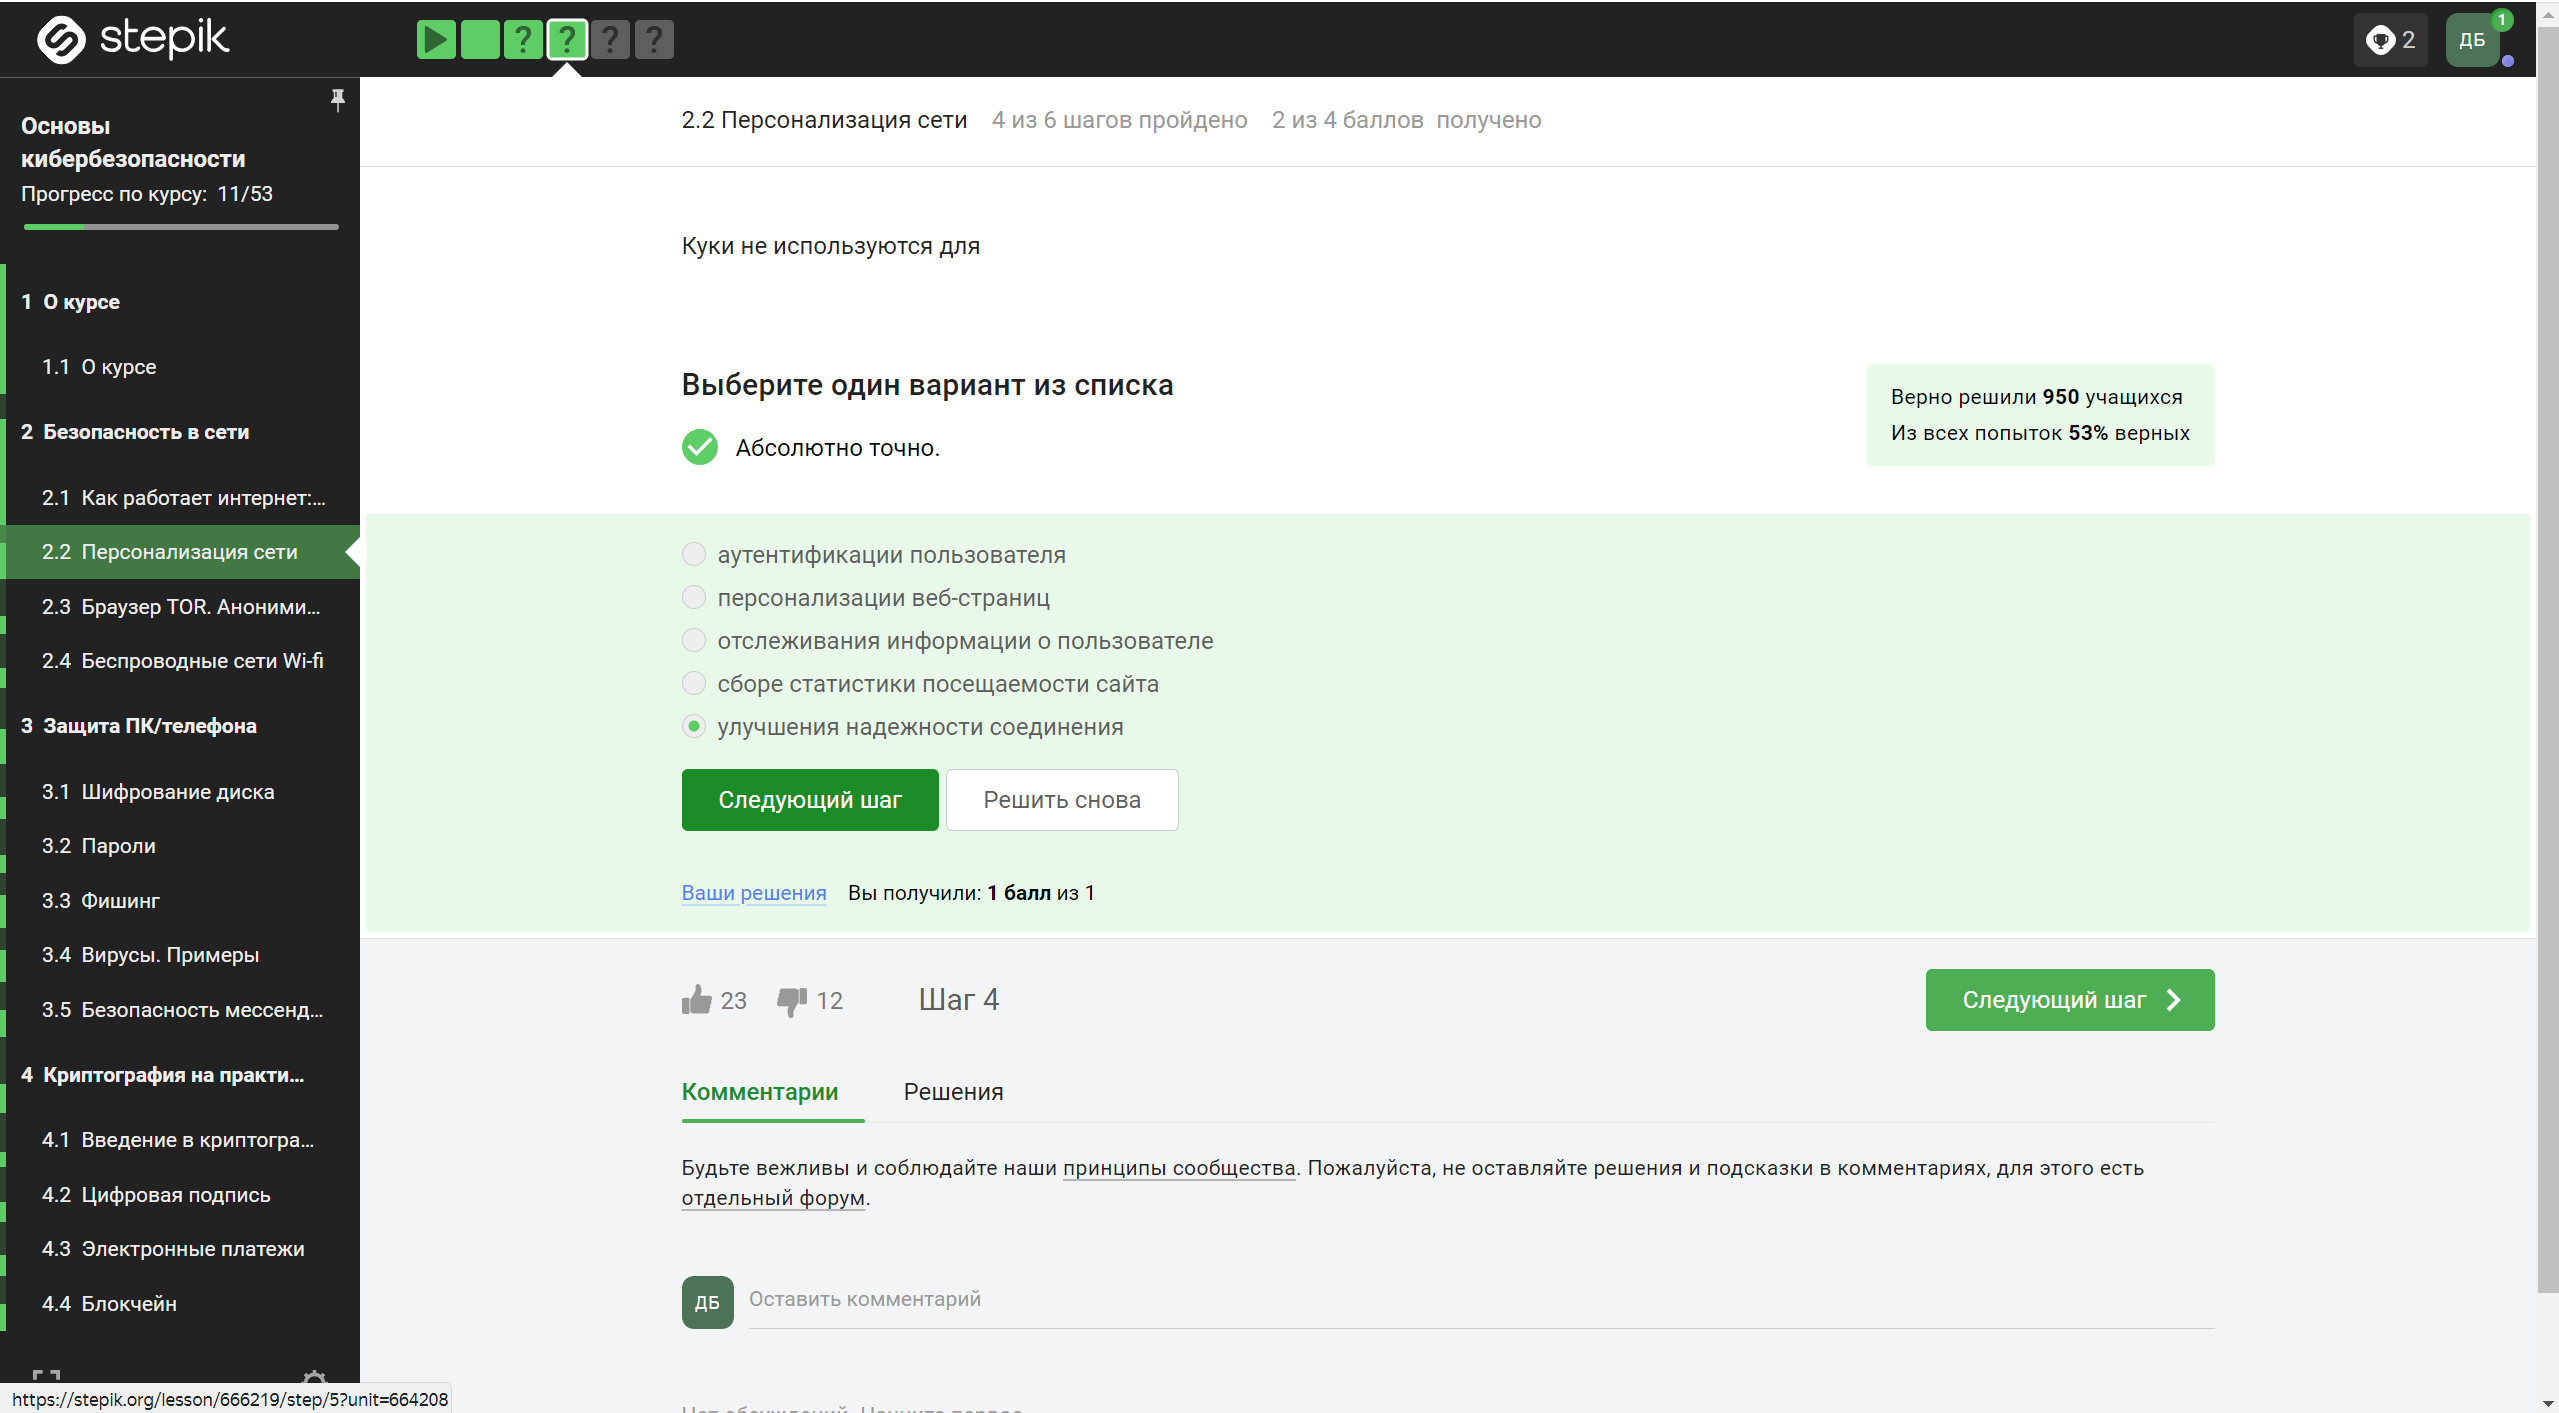 stepik
? ? ? ?
2
ДБ
1
Основы
кибербезопасности
Прогресс по курсу: 11/53
1 О курсе
1.1 О курсе
2 Безопасность в сети
2.1 Как работает интернет:...
2.2 Персонализация сети
2.3 Браузер TOR. Аноними...
2.4 Беспроводные сети Wi-fi
3 Защита ПК/телефона
3.1 Шифрование диска
3.2 Пароли
3.3 Фишинг
3.4 Вирусы. Примеры
3.5 Безопасность мессенд...
4 Криптография на практи...
4.1 Введение в криптогра...
4.2 Цифровая подпись
4.3 Электронные платежи
4.4 Блокчейн
https://stepik.org/lesson/666219/step/5?unit=664208
2.2 Персонализация сети 4 из 6 шагов пройдено 2 из 4 баллов получено
Куки не используются для
Выберите один вариант из списка
Абсолютно точно.
Верно решили 950 учащихся
Из всех попыток 53% верных
аутентификации пользователя
персонализации веб-страниц
отслеживания информации о пользователе
сборе статистики посещаемости сайта
улучшения надежности соединения
Следующий шаг Решить снова
Ваши решения Вы получили: 1 балл из 1
23 12 Шаг 4 Следующий шаг
Комментарии Решения
Будьте вежливы и соблюдайте наши принципы сообщества. Пожалуйста, не оставляйте решения и подсказки в комментариях, для этого есть
отдельный форум.
ДБ Оставить комментарий